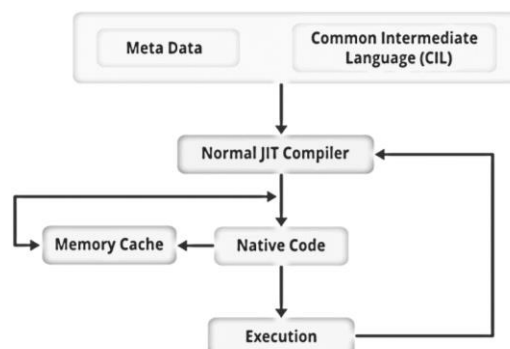 Meta Data
Common Intermediate
Language (CIL)
Normal JIT Compiler
Memory Cache
Native Code
Execution